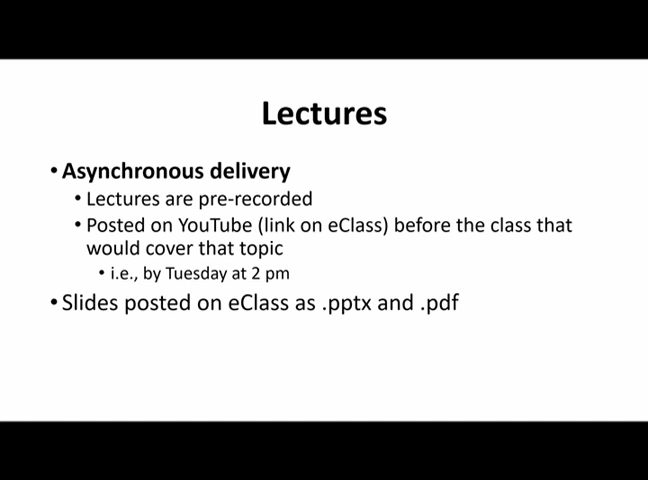 Lectures
• Asynchronous delivery
• Lectures are pre-recorded
• Posted on YouTube (link on eClass) before the class that
would cover that topic
• i.e., by Tuesday at 2 pm
• Slides posted on eClass as .pptx and .pdf